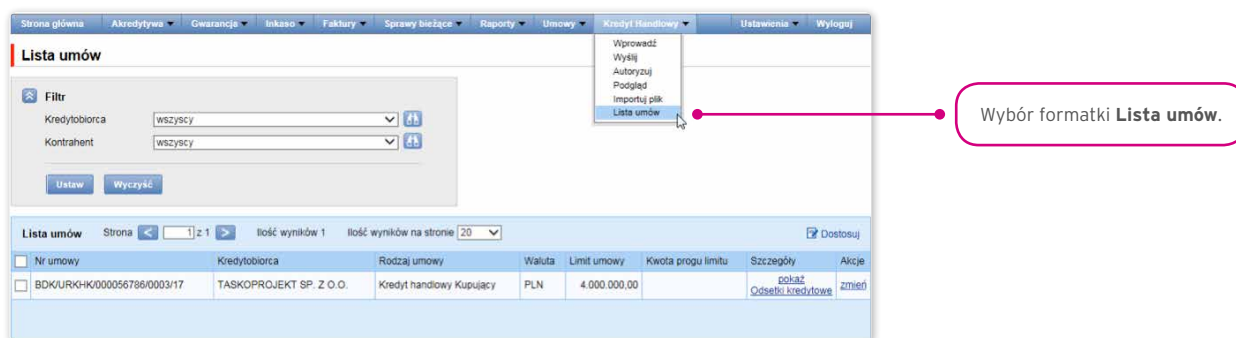 Strona główna Akredytywa Gwarancja Inkaso Faktury Sprawy bieżące Raporty Umowy Kredyt Handlowy Ustawienia Wyloguj
Wprowadź
Wyślij
Autoryzuj
Podgląd
Importuj plik
Lista umów
Lista umów
Filtr
Kredytobiorca wszyscy
Kontrahent wszyscy
Ustaw Wyczyść
Wybór formatki Lista umów.
Lista umów Strona < 1 z 1 > Ilość wyników 1 Ilość wyników na stronie 20 Dostosuj
Nr umowy Kredytobiorca Rodzaj umowy Waluta Limit umowy Kwota progu limitu Szczegóły Akcje
BDK/URKHK/000056786/0003/17 TASKOPROJEKT SP. Z O.O. Kredyt handlowy Kupujący PLN 4.000.000,00 pokaż zmień
Odsetki kredytowe